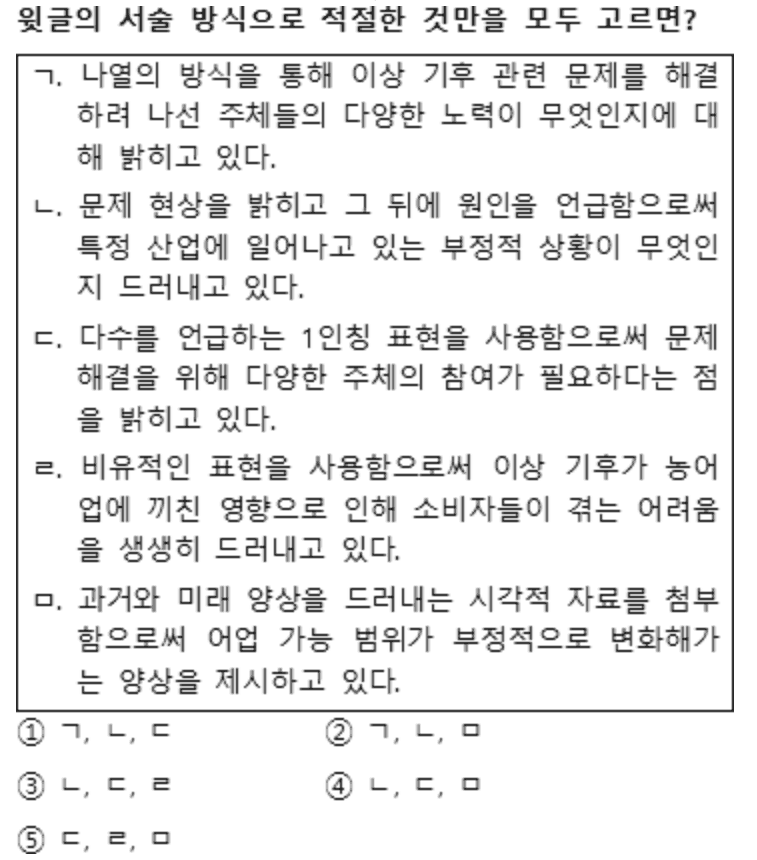 윗글의 서술 방식으로 적절한 것만을 모두 고르면?
ㄱ. 나열의 방식을 통해 이상 기후 관련 문제를 해결
하려 나선 주체들의 다양한 노력이 무엇인지에 대
해 밝히고 있다.
ㄴ. 문제 현상을 밝히고 그 뒤에 원인을 언급함으로써
특정 산업에 일어나고 있는 부정적 상황이 무엇인
지 드러내고 있다.
ㄷ. 다수를 언급하는 1인칭 표현을 사용함으로써 문제
해결을 위해 다양한 주체의 참여가 필요하다는 점
을 밝히고 있다.
ㄹ. 비유적인 표현을 사용함으로써 이상 기후가 농어
업에 끼친 영향으로 인해 소비자들이 겪는 어려움
을 생생히 드러내고 있다.
ㅁ. 과거와 미래 양상을 드러내는 시각적 자료를 첨부
함으로써 어업 가능 범위가 부정적으로 변화해가
는 양상을 제시하고 있다.
① ㄱ, ㄴ, ㄷ ② ㄱ, ㄴ, ㅁ
③ ㄴ, ㄷ, ㄹ ④ ㄴ, ㄷ, ㅁ
⑤ ㄷ, ㄹ, ㅁ